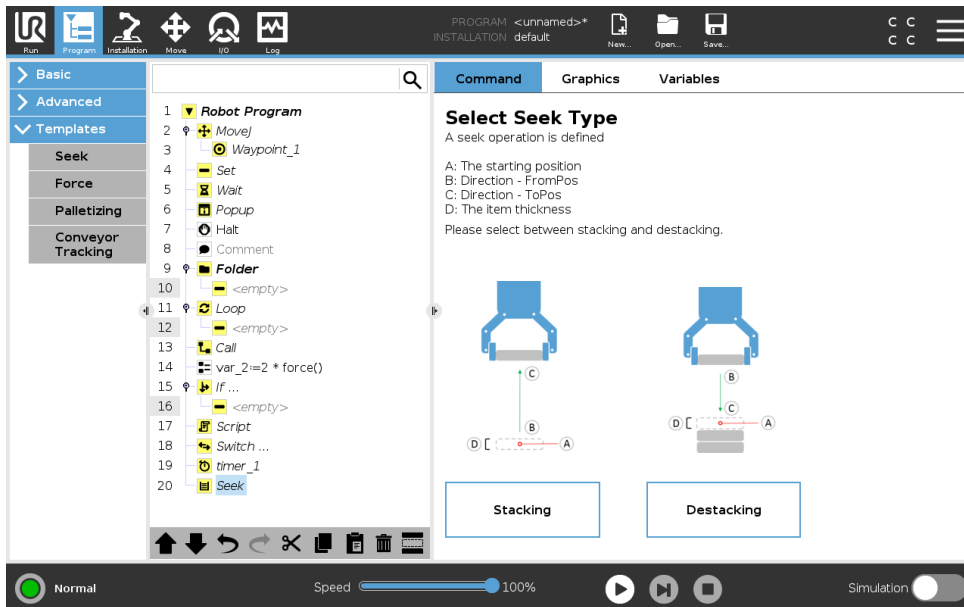 UR
Run
Program
Installation
Move
I/O
Log
PROGRAM <unnamed>*
INSTALLATION default
New...
Open...
Save...
C C
C C
Basic
Advanced
Templates
Seek
Force
Palletizing
Conveyor
Tracking
1 Robot Program
2 MoveJ
3 Waypoint_1
4 Set
5 Wait
6 Popup
7 Halt
8 Comment
9 Folder
10 <empty>
11 Loop
12 <empty>
13 Call
14 var_2:=2 * force()
15 If ...
16 <empty>
17 Script
18 Switch ...
19 timer_1
20 Seek
Command Graphics Variables
Select Seek Type
A seek operation is defined
A: The starting position
B: Direction - FromPos
C: Direction - ToPos
D: The item thickness
Please select between stacking and destacking.
C
B
D [ A
B
C
D [ A
Stacking
Destacking
Normal
Speed 100%
Simulation